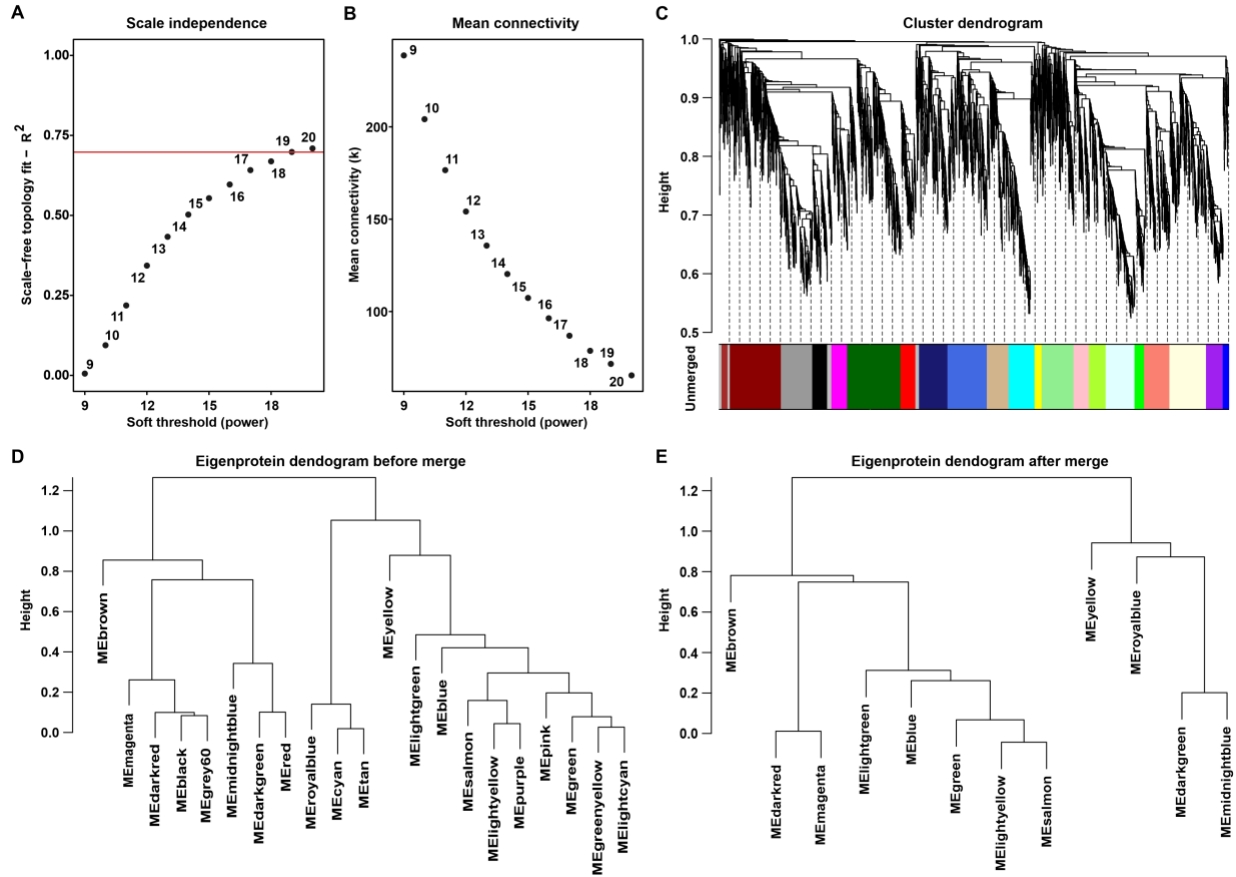 A
Scale independence
Scale−free topology fit − R²
1.00
0.75
0.50
0.25
0.00
9
10
11
12
13
14
15
16
17
18
19
20
9
12
15
18
Soft threshold (power)
B
Mean connectivity
Mean connectivity (k)
200
150
100
9
10
11
12
13
14
15
16
17
18
19
20
9
12
15
18
Soft threshold (power)
C
Cluster dendrogram
Height
1.0
0.9
0.8
0.7
0.6
0.5
Unmerged
D
Eigenprotein dendogram before merge
Height
1.2
1.0
0.8
0.6
0.4
0.2
0.0
MEbrown
MEmagenta
MEdarkred
MEblack
MEgrey60
MEmidnightblue
MEdarkgreen
MEred
MEroyalblue
MEcyan
MEtan
MEyellow
MElightgreen
MEblue
MEsalmon
MElightyellow
MEpurple
MEpink
MEgreen
MEgreenyellow
MElightcyan
E
Eigenprotein dendogram after merge
Height
1.2
1.0
0.8
0.6
0.4
0.2
0.0
MEbrown
MEdarkred
MEmagenta
MElightgreen
MEblue
MEgreen
MElightyellow
MEsalmon
MEyellow
MEroyalblue
MEdarkgreen
MEmidnightblue